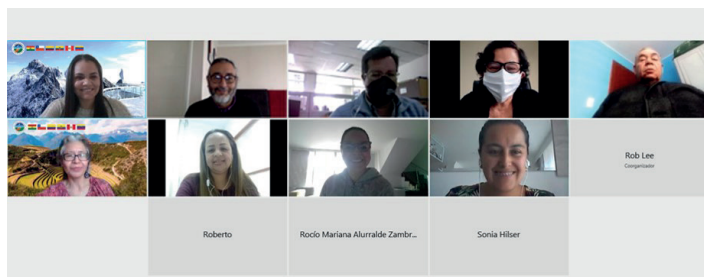 Rob Lee
Coorganizador
Roberto
Rocío Mariana Alurralde Zambr...
Sonia Hilser